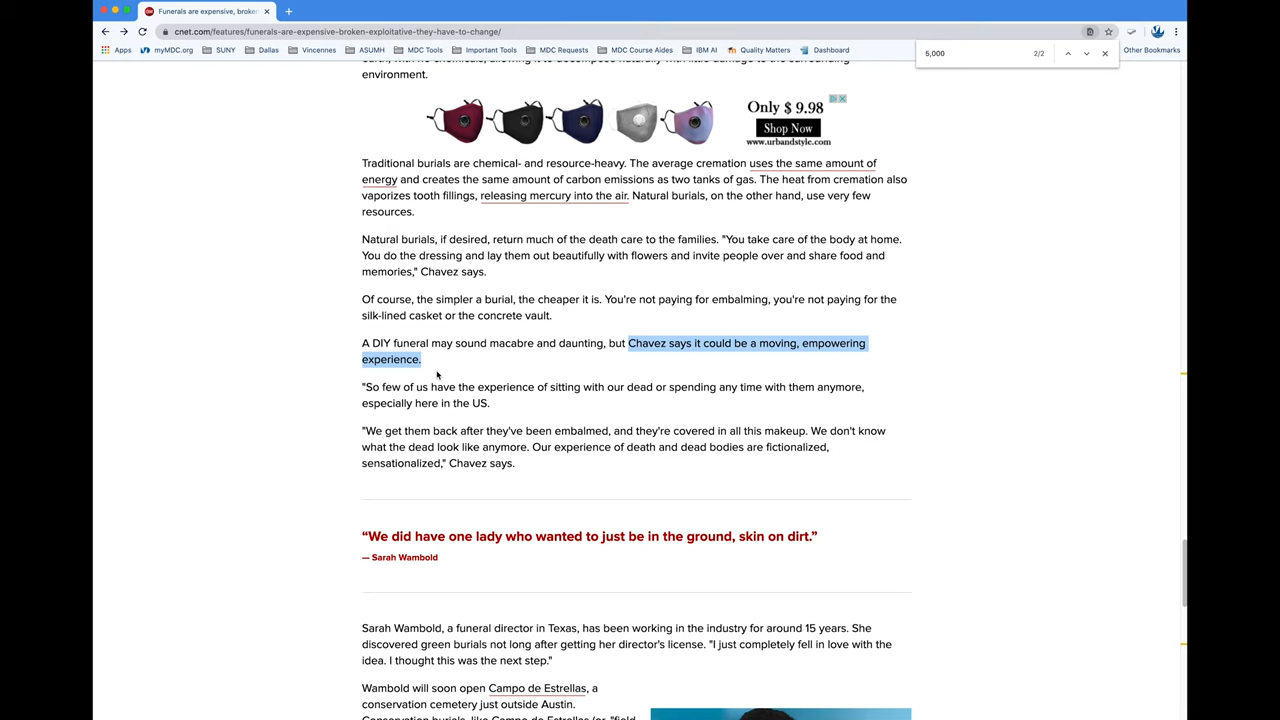 Funerals are expensive, broke
cnet.com/features/funerals-are-expensive-broken-exploitative-they-have-to-change/
Apps myMDC.org SUNY Dallas Vincennes ASUMH MDC Tools Important Tools MDC Requests MDC Course Aides IBM AI Quality Matters Dashboard Other Bookmarks
5,000 2/2
environment.
Only $ 9.98
Shop Now
www.urbandstyle.com
Traditional burials are chemical- and resource-heavy. The average cremation uses the same amount of
energy and creates the same amount of carbon emissions as two tanks of gas. The heat from cremation also
vaporizes tooth fillings, releasing mercury into the air. Natural burials, on the other hand, use very few
resources.
Natural burials, if desired, return much of the death care to the families. "You take care of the body at home.
You do the dressing and lay them out beautifully with flowers and invite people over and share food and
memories," Chavez says.
Of course, the simpler a burial, the cheaper it is. You're not paying for embalming, you're not paying for the
silk-lined casket or the concrete vault.
A DIY funeral may sound macabre and daunting, but Chavez says it could be a moving, empowering
experience.
"So few of us have the experience of sitting with our dead or spending any time with them anymore,
especially here in the US.
"We get them back after they've been embalmed, and they're covered in all this makeup. We don't know
what the dead look like anymore. Our experience of death and dead bodies are fictionalized,
sensationalized," Chavez says.
“We did have one lady who wanted to just be in the ground, skin on dirt.”
— Sarah Wambold
Sarah Wambold, a funeral director in Texas, has been working in the industry for around 15 years. She
discovered green burials not long after getting her director's license. "I just completely fell in love with the
idea. I thought this was the next step."
Wambold will soon open Campo de Estrellas, a
conservation cemetery just outside Austin.
Conservation burials, like Campo de Estrellas (or "field